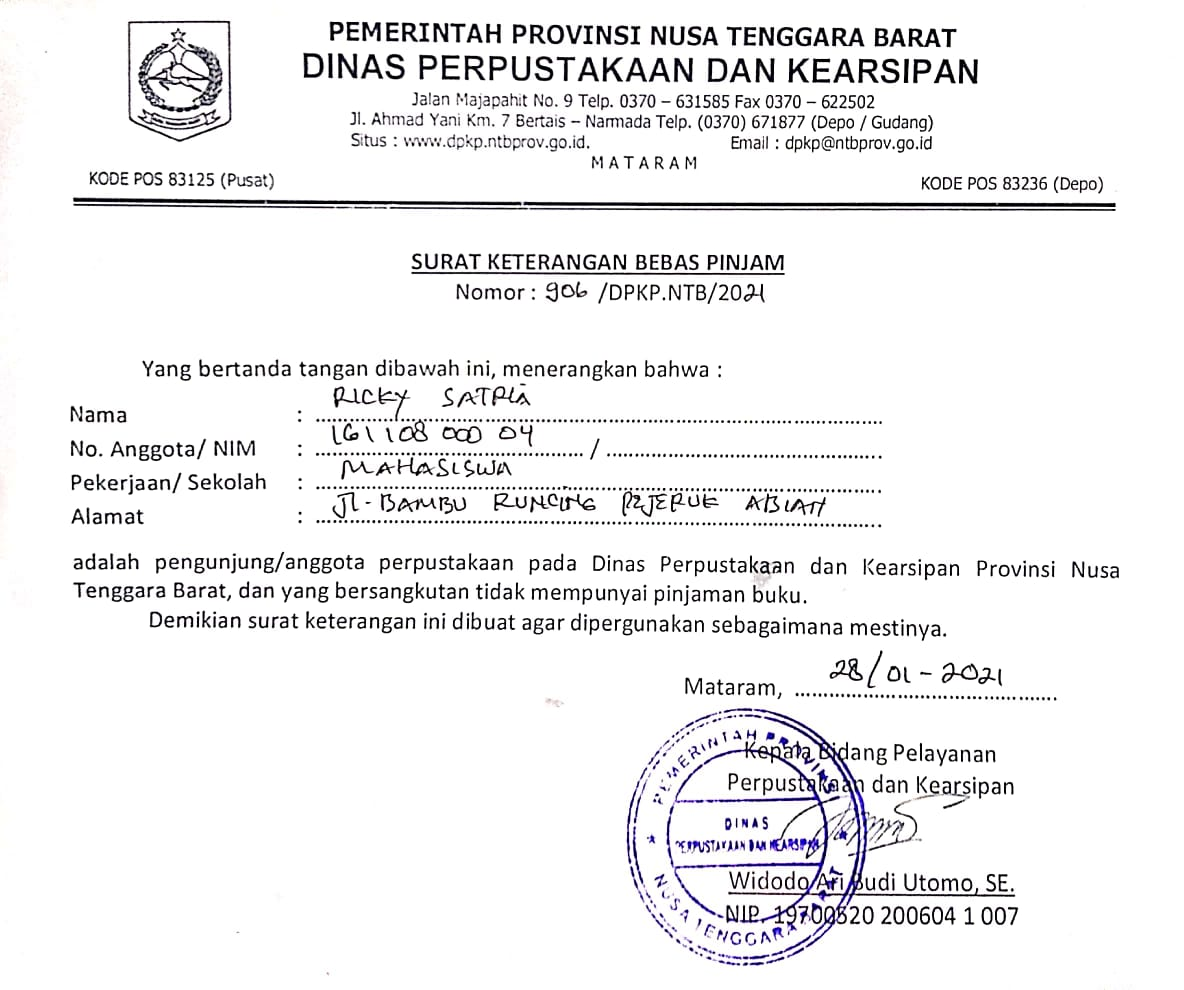 PEMERINTAH PROVINSI NUSA TENGGARA BARAT
DINAS PERPUSTAKAAN DAN KEARSIPAN
Jalan Majapahit No. 9 Telp. 0370 – 631585 Fax 0370 – 622502
Jl. Ahmad Yani Km. 7 Bertais – Narmada Telp. (0370) 671877 (Depo / Gudang)
Situs : www.dpkp.ntbprov.go.id. Email : dpkp@ntbprov.go.id
MATARAM
KODE POS 83125 (Pusat) KODE POS 83236 (Depo)
SURAT KETERANGAN BEBAS PINJAM
Nomor : 906 /DPKP.NTB/2021
Yang bertanda tangan dibawah ini, menerangkan bahwa :
Nama : RICKY SATRIA
No. Anggota/ NIM : 161108 000 04 /
Pekerjaan/ Sekolah : MAHASISWA
Alamat : Jl - BAMBU RUNCING PEJERUK ABIAN
adalah pengunjung/anggota perpustakaan pada Dinas Perpustakaan dan Kearsipan Provinsi Nusa
Tenggara Barat, dan yang bersangkutan tidak mempunyai pinjaman buku.
Demikian surat keterangan ini dibuat agar dipergunakan sebagaimana mestinya.
Mataram, 28/01-2021
Kepala Bidang Pelayanan
Perpustakaan dan Kearsipan
PEMERINTAH PROVINSI
DINAS
PERPUSTAKAAN DAN KEARSIPAN
NUSA TENGGARA BARAT
Widodo Ari Budi Utomo, SE.
NIP. 19700520 200604 1 007